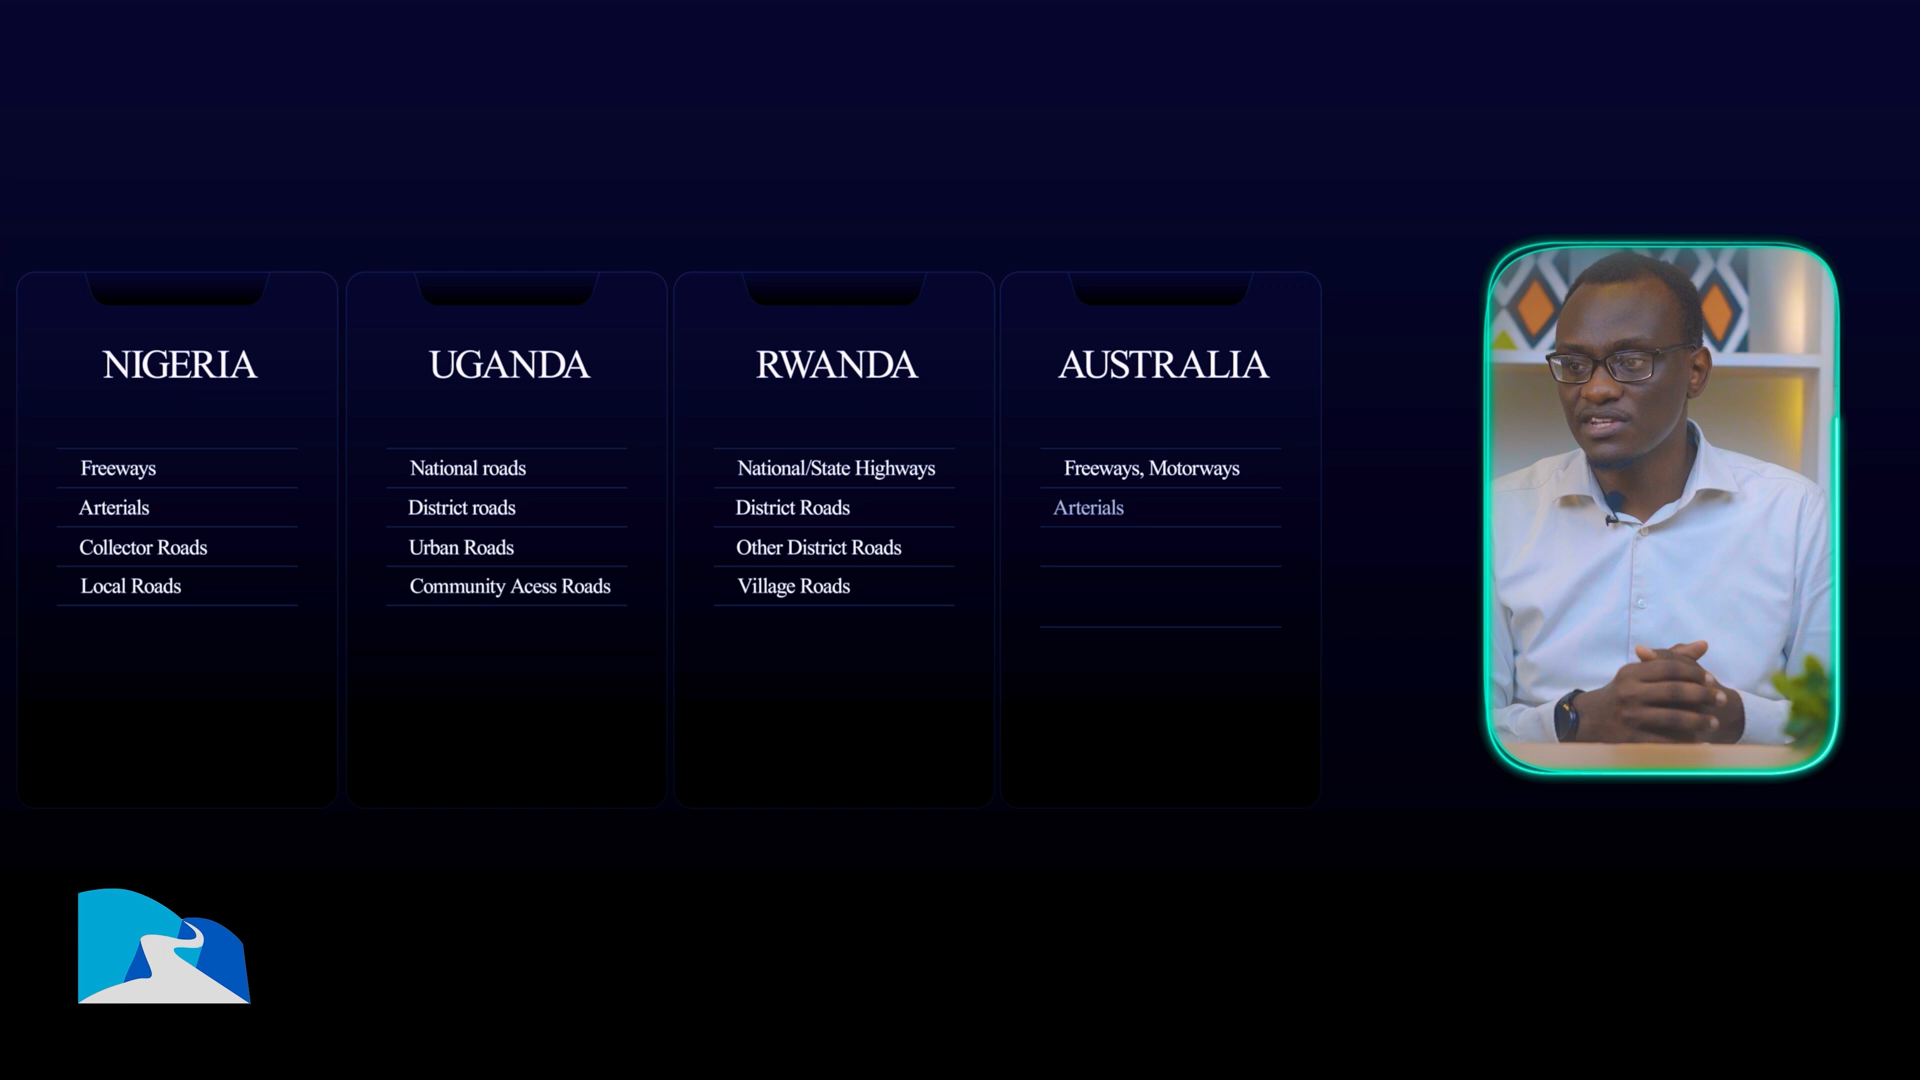 NIGERIA
Freeways
Arterials
Collector Roads
Local Roads
UGANDA
National roads
District roads
Urban Roads
Community Acess Roads
RWANDA
National/State Highways
District Roads
Other District Roads
Village Roads
AUSTRALIA
Freeways, Motorways
Arterials